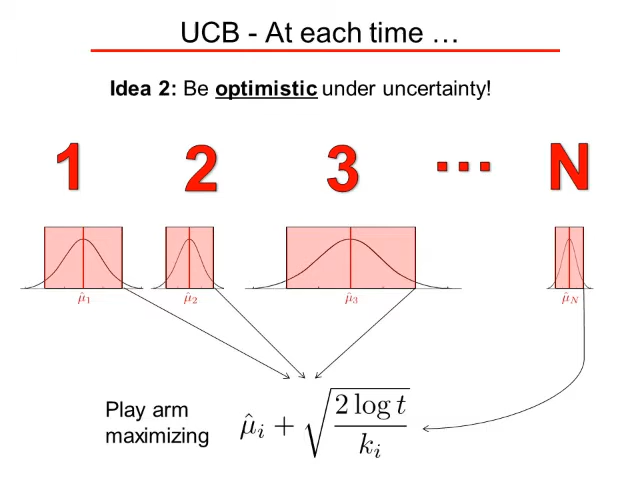 UCB - At each time …
Idea 2: Be optimistic under uncertainty!
1 2 3 ... N
μ̂₁ μ̂₂ μ̂₃ μ̂_N
Play arm
maximizing
μ̂ᵢ + √(2 log t / kᵢ)